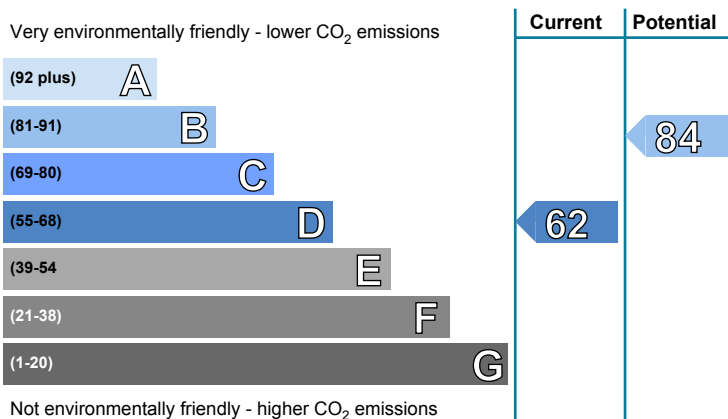 Very environmentally friendly - lower CO2 emissions
Current
Potential
(92 plus) A
(81-91) B
(69-80) C
(55-68) D
(39-54 E
(21-38) F
(1-20) G
62
84
Not environmentally friendly - higher CO2 emissions